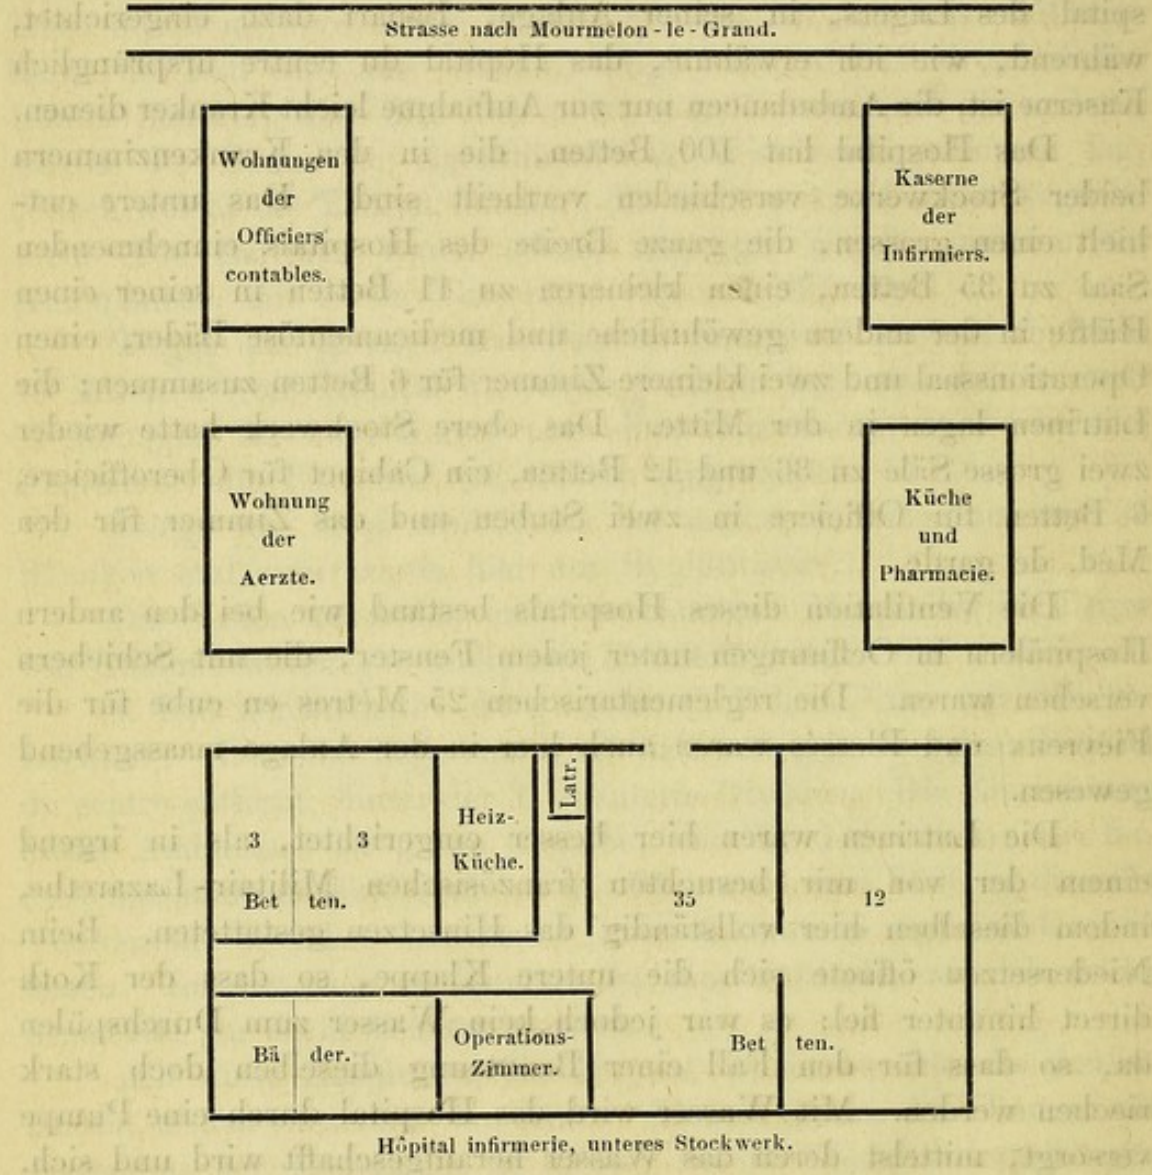 Strasse nach Mourmelon-le-Grand.
Wohnungen
der
Officiers
contables.
Kaserne
der
Infirmiers.
Wohnung
der
Aerzte.
Küche
und
Pharmacie.
3 3
Bet ten.
Heiz-
Küche.
Latr.
35 12
Bä der.
Operations-
Zimmer.
Bet ten.
Hôpital infirmerie, unteres Stockwerk.